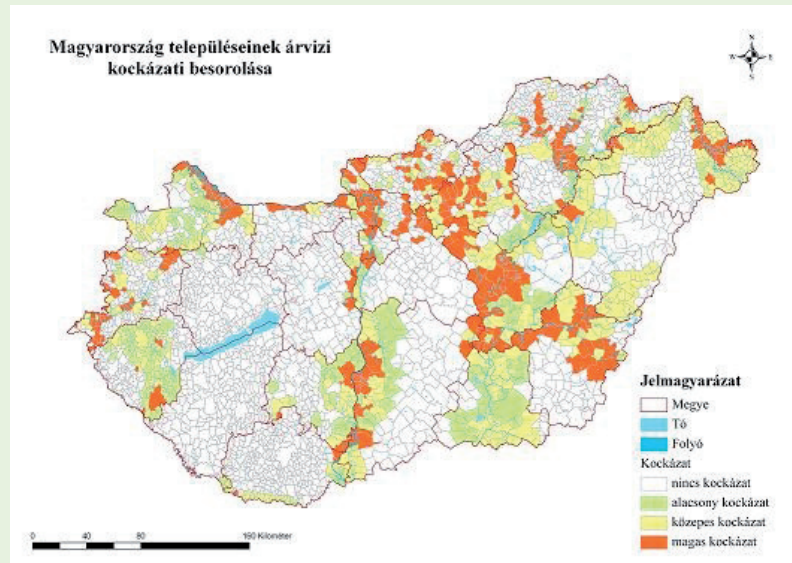 Magyarország településeinek árvizi
kockázati besorolása
N
W E
S
Jelmagyarázat
Megye
Tó
Folyó
Kockázat
nincs kockázat
alacsony kockázat
közepes kockázat
magas kockázat
0 40 80 160 Kilométer